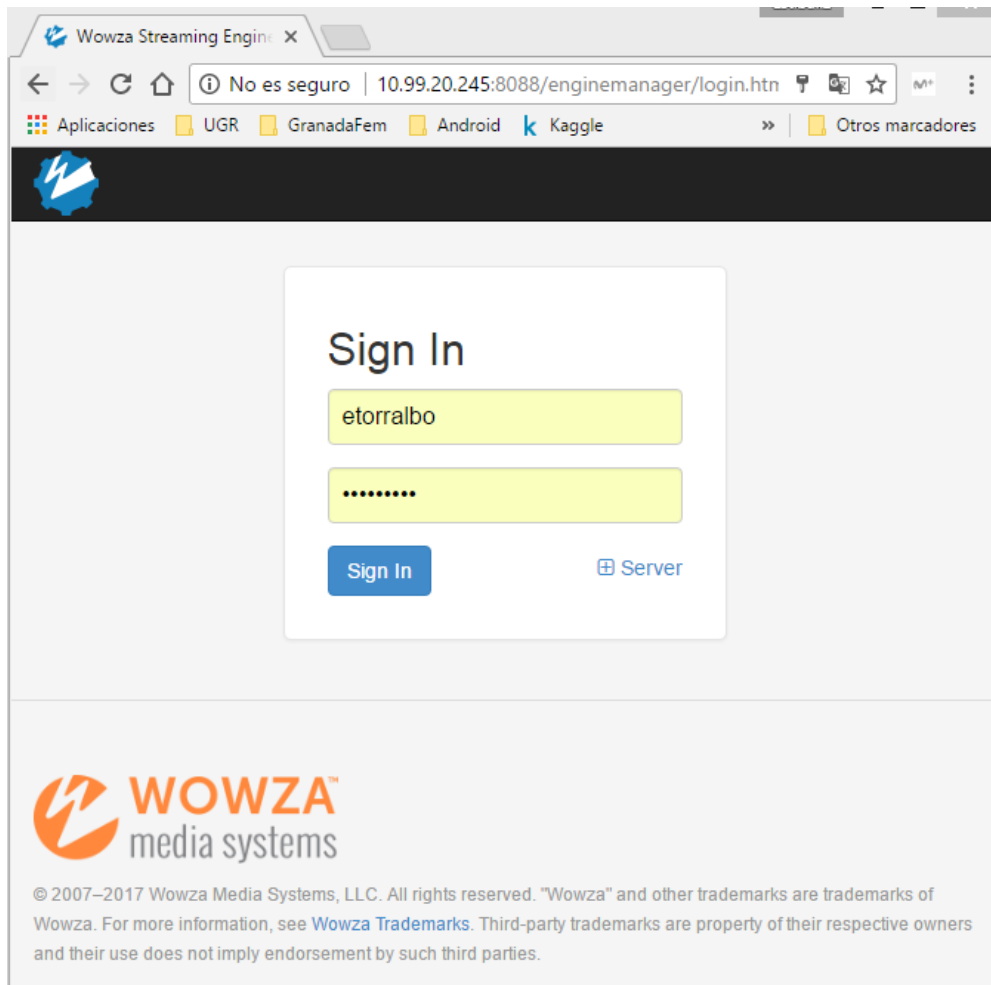 Wowza Streaming Engine
No es seguro | 10.99.20.245:8088/enginemanager/login.htm
Aplicaciones UGR GranadaFem Android Kaggle » Otros marcadores
Sign In
etorralbo
•••••••••
Sign In Server
WOWZA™
media systems
© 2007–2017 Wowza Media Systems, LLC. All rights reserved. "Wowza" and other trademarks are trademarks of
Wowza. For more information, see Wowza Trademarks. Third-party trademarks are property of their respective owners
and their use does not imply endorsement by such third parties.